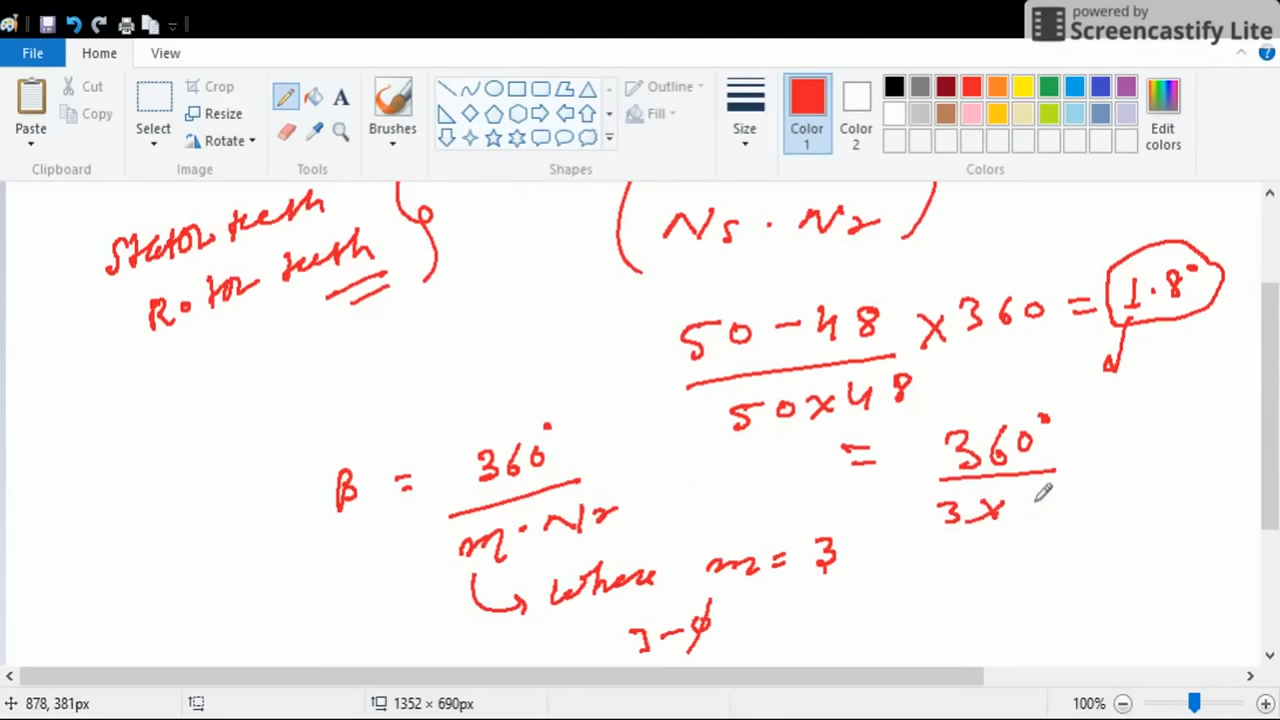 powered by
Screencastify Lite
File Home View
Paste Cut Copy Clipboard
Select Crop Resize Rotate Image
Tools
Brushes
Shapes Outline Fill
Size
Color 1 Color 2
Edit colors
Colors
Stator teeth
Rotor teeth
Ns . Nr
50 - 48 x 360 = 1.8°
50 x 48
β = 360°
m . Nr
= 360°
3 x
where m = 3
3-ϕ
878, 381px 1352 × 690px 100%